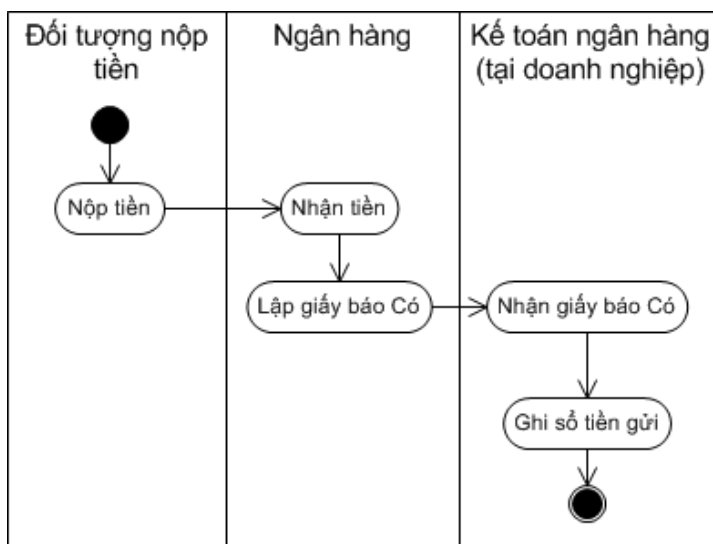 Đối tượng nộp
tiền
Ngân hàng
Kế toán ngân hàng
(tại doanh nghiệp)
Nộp tiền
Nhận tiền
Lập giấy báo Có
Nhận giấy báo Có
Ghi sổ tiền gửi